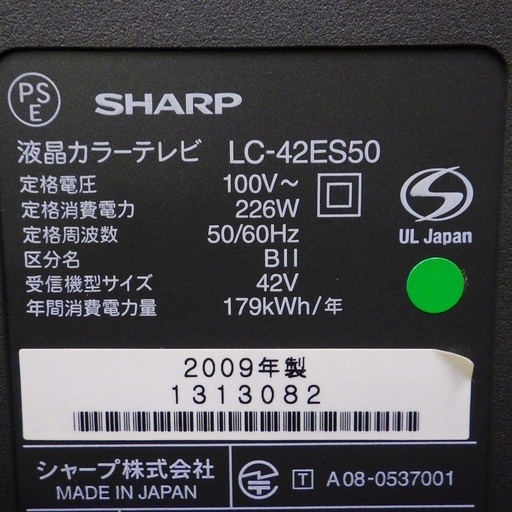 PSE
SHARP
液晶カラーテレビ LC-42ES50
定格電圧 100V～
定格消費電力 226W
定格周波数 50/60Hz
区分名 BII
受信機型サイズ 42V
年間消費電力量 179kWh/年
UL Japan
2009年製
1313082
シャープ株式会社
MADE IN JAPAN
T A08-0537001